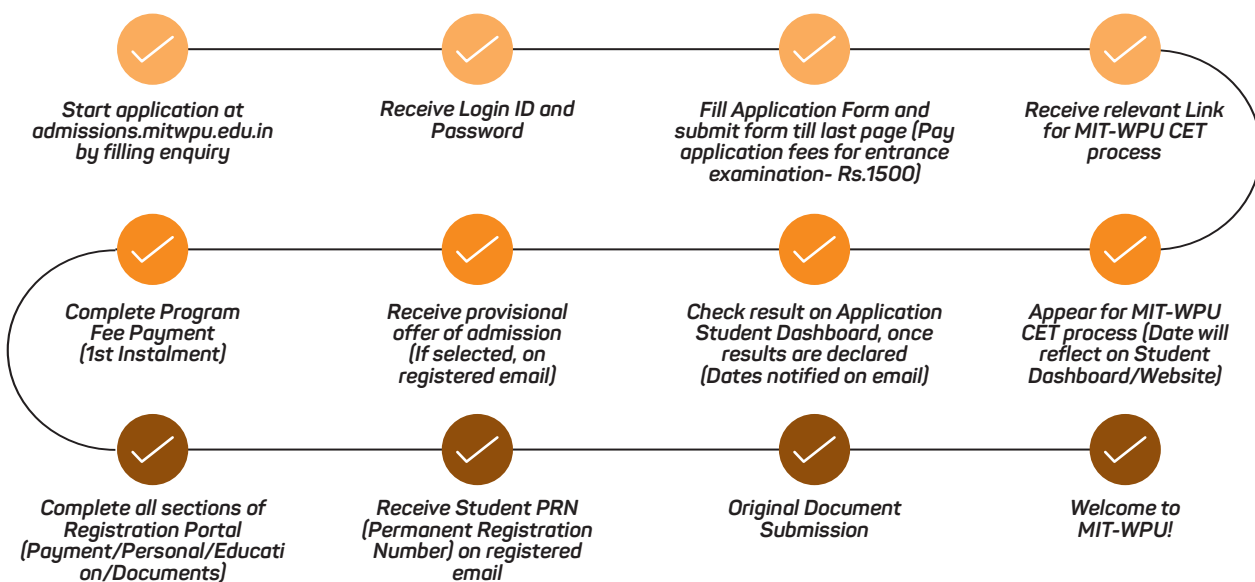 Start application at
admissions.mitwpu.edu.in
by filling enquiry
Receive Login ID and
Password
Fill Application Form and
submit form till last page (Pay
application fees for entrance
examination- Rs.1500)
Receive relevant Link
for MIT-WPU CET
process
Complete Program
Fee Payment
(1st Instalment)
Receive provisional
offer of admission
(If selected, on
registered email)
Check result on Application
Student Dashboard, once
results are declared
(Dates notified on email)
Appear for MIT-WPU
CET process (Date will
reflect on Student
Dashboard/Website)
Complete all sections of
Registration Portal
(Payment/Personal/Educati
on/Documents)
Receive Student PRN
(Permanent Registration
Number) on registered
email
Original Document
Submission
Welcome to
MIT-WPU!